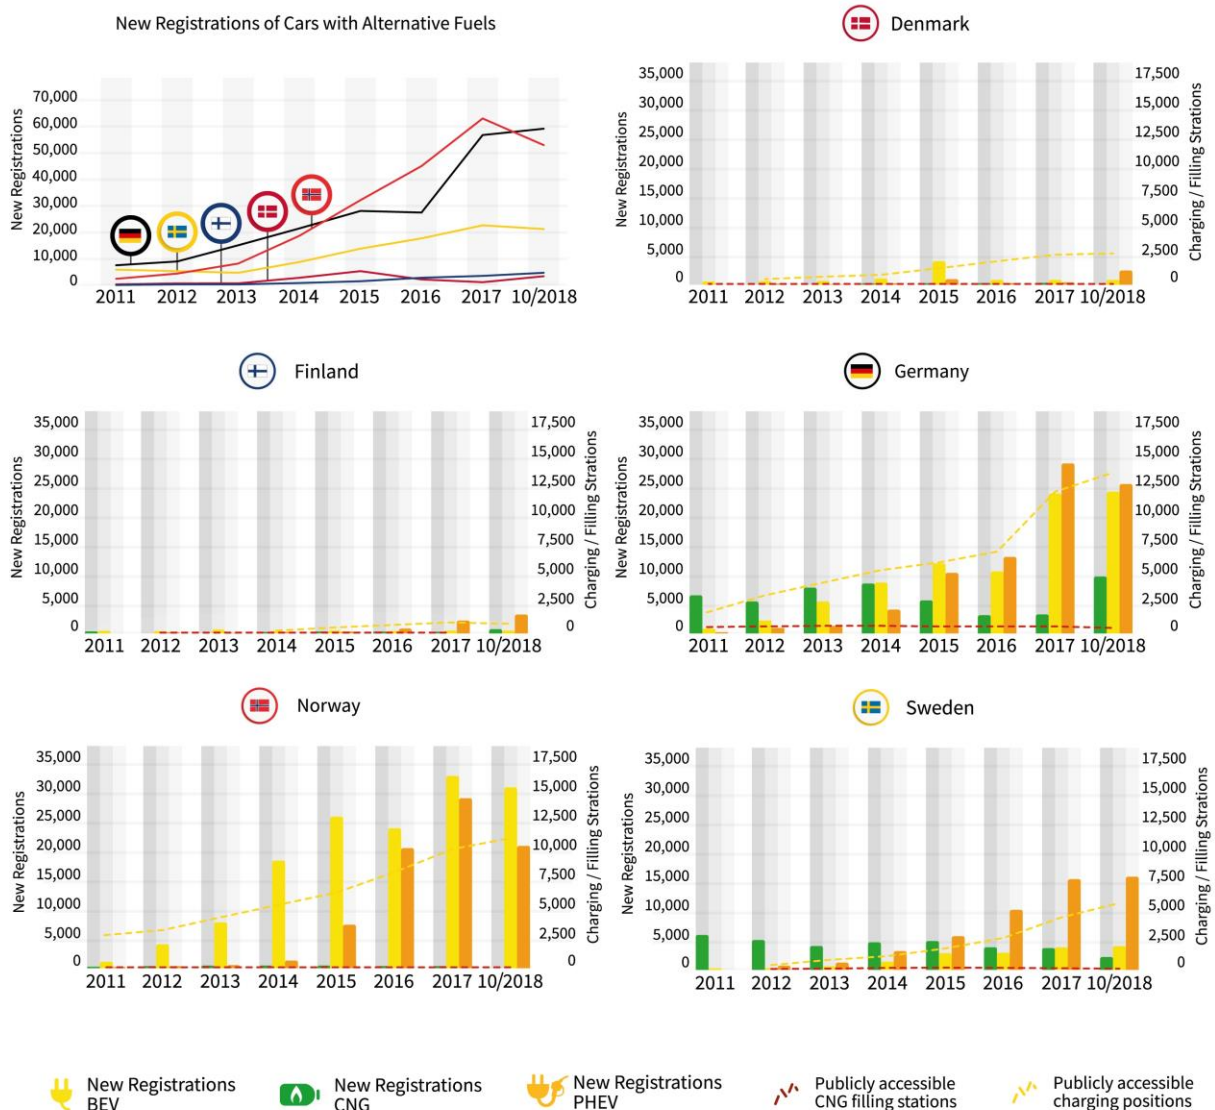 New Registrations of Cars with Alternative Fuels
New Registrations
70,000
60,000
50,000
40,000
30,000
20,000
10,000
0
2011 2012 2013 2014 2015 2016 2017 10/2018
Denmark
New Registrations
35,000
30,000
25,000
20,000
15,000
10,000
5,000
0
17,500
15,000
12,500
10,000
7,500
5,000
2,500
0
Charging / Filling Strations
2011 2012 2013 2014 2015 2016 2017 10/2018
Finland
New Registrations
35,000
30,000
25,000
20,000
15,000
10,000
5,000
0
17,500
15,000
12,500
10,000
7,500
5,000
2,500
0
Charging / Filling Strations
2011 2012 2013 2014 2015 2016 2017 10/2018
Germany
New Registrations
35,000
30,000
25,000
20,000
15,000
10,000
5,000
0
17,500
15,000
12,500
10,000
7,500
5,000
2,500
0
Charging / Filling Strations
2011 2012 2013 2014 2015 2016 2017 10/2018
Norway
New Registrations
35,000
30,000
25,000
20,000
15,000
10,000
5,000
0
17,500
15,000
12,500
10,000
7,500
5,000
2,500
0
Charging / Filling Strations
2011 2012 2013 2014 2015 2016 2017 10/2018
Sweden
New Registrations
35,000
30,000
25,000
20,000
15,000
10,000
5,000
0
17,500
15,000
12,500
10,000
7,500
5,000
2,500
0
Charging / Filling Strations
2011 2012 2013 2014 2015 2016 2017 10/2018
New Registrations
BEV
New Registrations
CNG
New Registrations
PHEV
Publicly accessible
CNG filling stations
Publicly accessible
charging positions